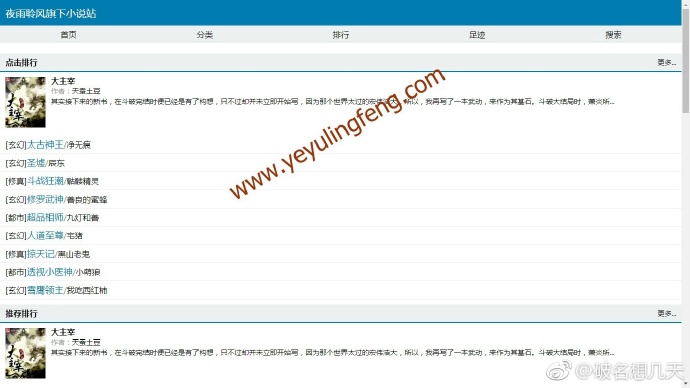 夜雨聆风旗下小说站
首页 分类 排行 足迹 搜索
点击排行 更多...
大主宰
作者：天蚕土豆
其实接下来的新书，在斗破完结时便已经是有了构想，只不过却并未立即开始写，因为那个世界太过的宏伟浩大，所以，我再写了一本武动，来作为其基石。斗破大结局时，萧炎所...
www.yeyulingfeng.com
[玄幻]太古神王/净无痕
[玄幻]圣墟/辰东
[修真]斗战狂潮/骷髅精灵
[玄幻]修罗武神/善良的蜜蜂
[都市]超品相师/九灯和善
[玄幻]人道至尊/宅猪
[修真]掠天记/黑山老鬼
[都市]透视小医神/小萌狼
[玄幻]雪鹰领主/我吃西红柿
推荐排行 更多...
大主宰
作者：天蚕土豆
其实接下来的新书，在斗破完结时便已经是有了构想，只不过却并未立即开始写，因为那个世界太过的宏伟浩大，所以，我再写了一本武动，来作为其基石。斗破大结局时，萧炎所...
@破名想几天